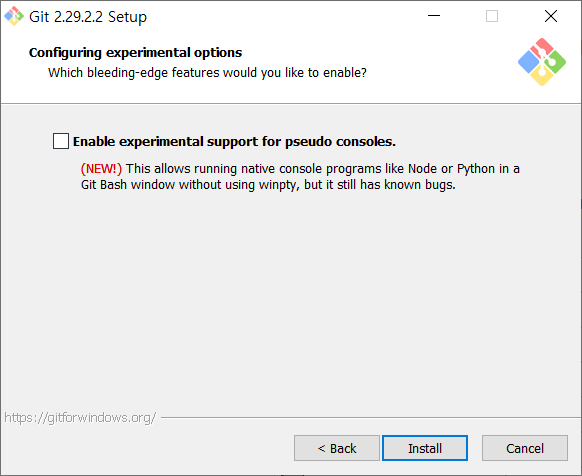 Git 2.29.2.2 Setup
Configuring experimental options
Which bleeding-edge features would you like to enable?
Enable experimental support for pseudo consoles.
(NEW!) This allows running native console programs like Node or Python in a
Git Bash window without using winpty, but it still has known bugs.
https://gitforwindows.org/
< Back
Install
Cancel